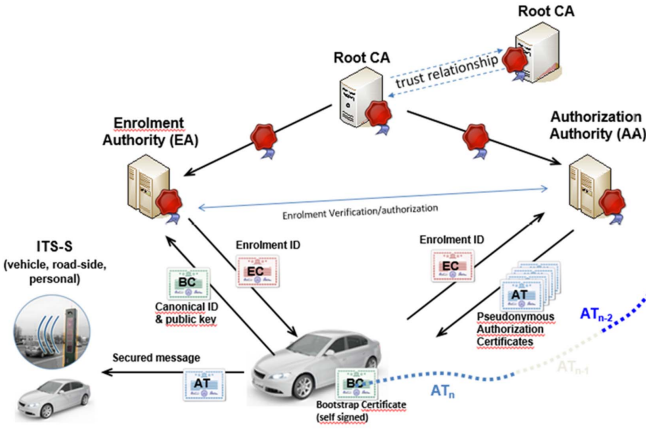 Root CA
Root CA
trust relationship
Enrolment
Authority (EA)
Authorization
Authority (AA)
Enrolment Verification/authorization
ITS-S
(vehicle, road-side,
personal)
Enrolment ID
EC
BC
Canonical ID
& public key
Enrolment ID
EC
AT
Pseudonymous
Authorization
Certificates
ATn-2
ATn-1
ATn
Secured message
AT
BC
Bootstrap Certificate
(self signed)